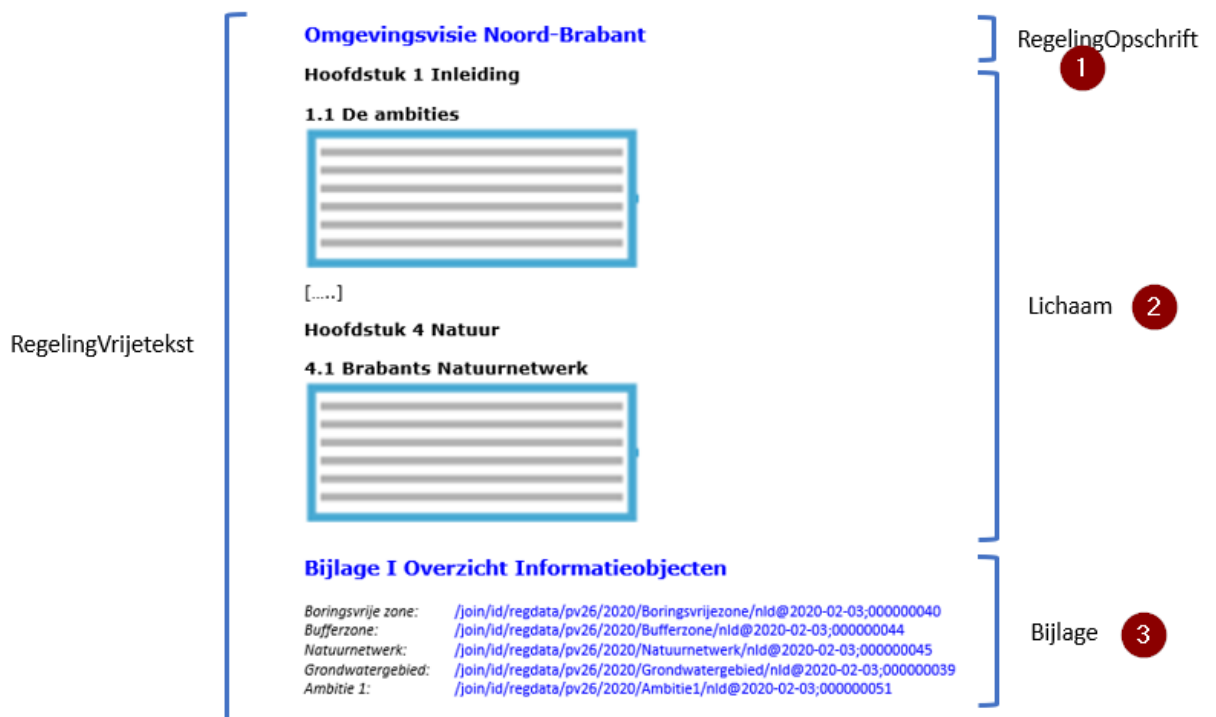 Omgevingsvisie Noord-Brabant
RegelingOpschrift
1
Hoofdstuk 1 Inleiding
1.1 De ambities
[.....]
Lichaam 2
Hoofdstuk 4 Natuur
RegelingVrijetekst
4.1 Brabants Natuurnetwerk
Bijlage I Overzicht Informatieobjecten
Boringsvrije zone: /join/id/regdata/pv26/2020/Boringsvrijezone/nld@2020-02-03;000000040
Bufferzone: /join/id/regdata/pv26/2020/Bufferzone/nld@2020-02-03;000000044
Bijlage 3
Natuurnetwerk: /join/id/regdata/pv26/2020/Natuurnetwerk/nld@2020-02-03;000000045
Grondwatergebied: /join/id/regdata/pv26/2020/Grondwatergebied/nld@2020-02-03;000000039
Ambitie 1: /join/id/regdata/pv26/2020/Ambitie1/nld@2020-02-03;000000051